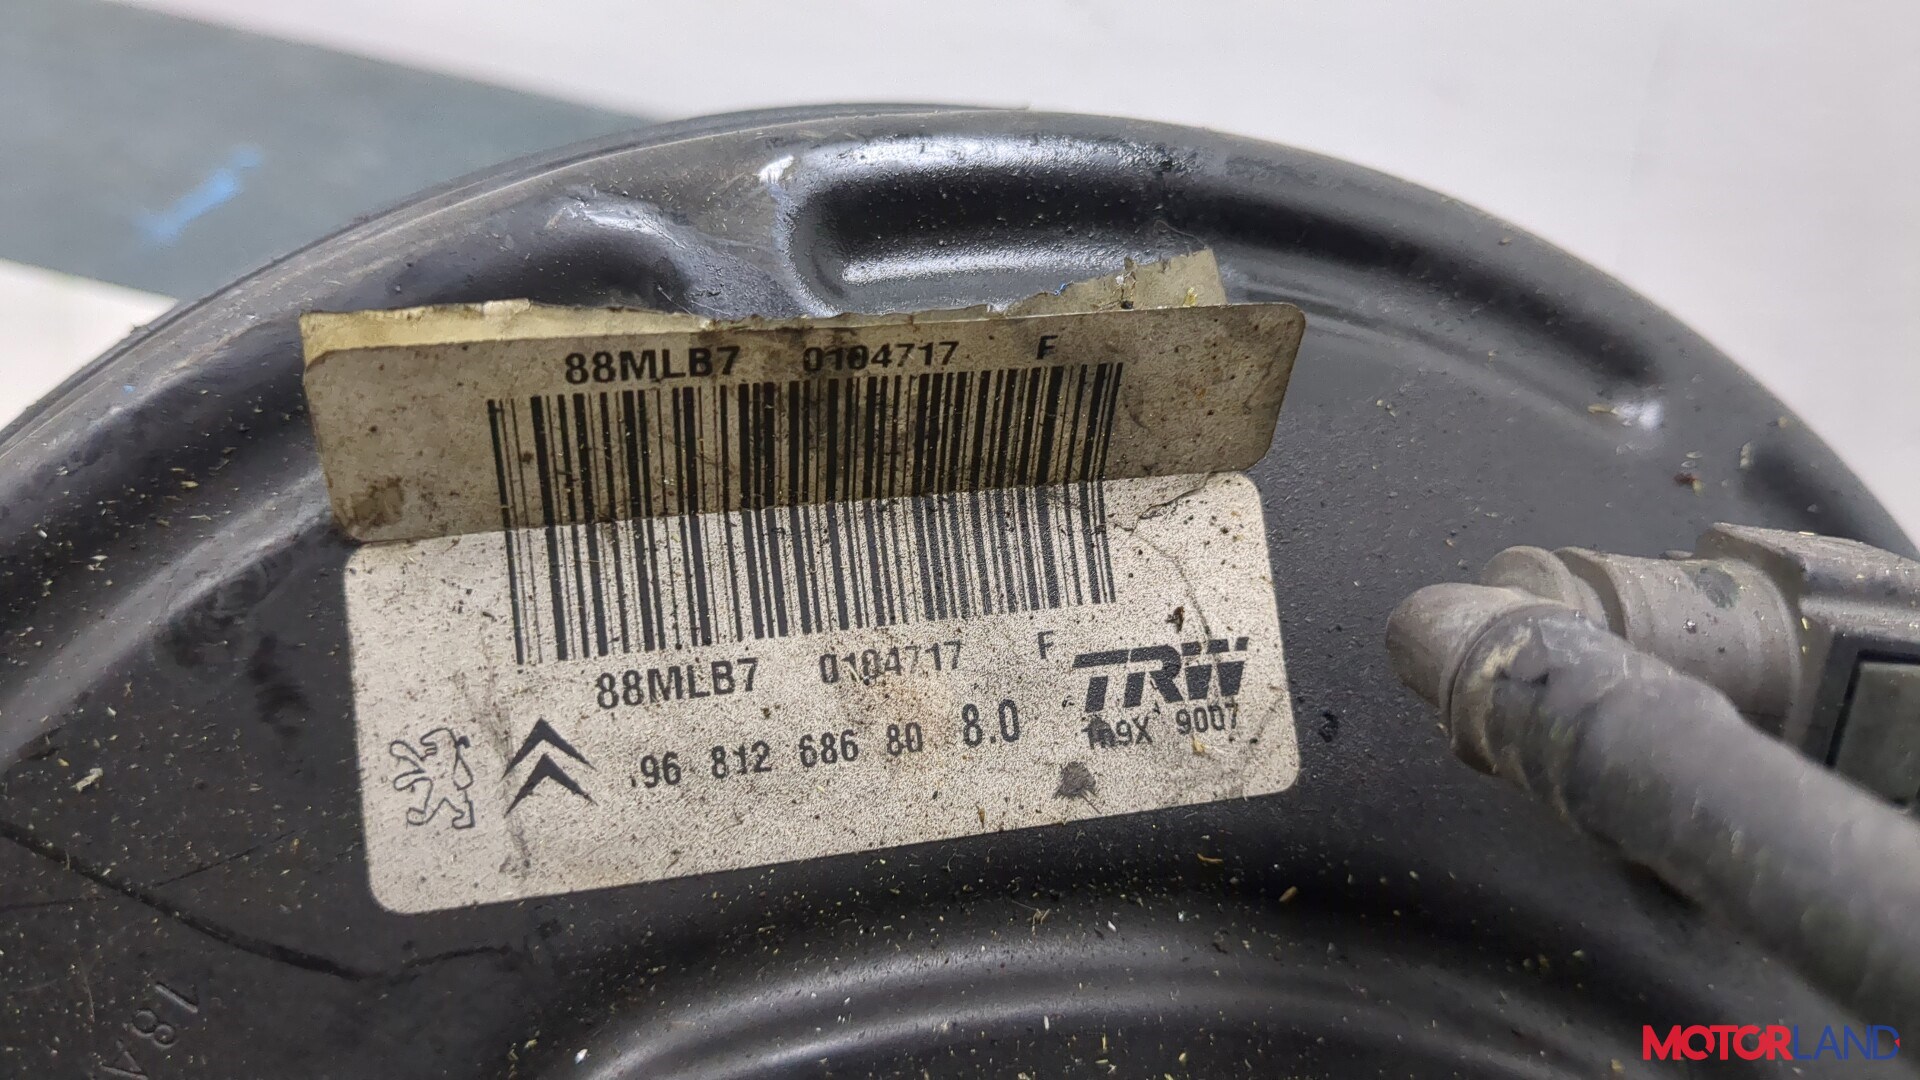 88MLB7 0104717 F
88MLB7 0104717 F
TRW
96 812 686 80 8.0
9007
MOTORLAND